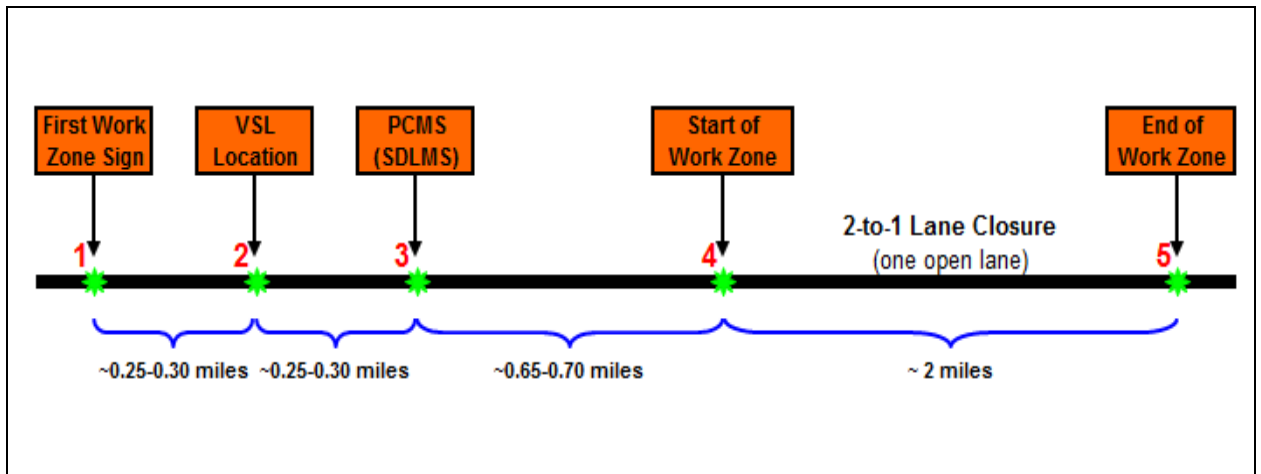 First Work
Zone Sign
VSL
Location
PCMS
(SDLMS)
Start of
Work Zone
End of
Work Zone
2-to-1 Lane Closure
(one open lane)
1
2
3
4
5
~0.25-0.30 miles
~0.25-0.30 miles
~0.65-0.70 miles
~ 2 miles